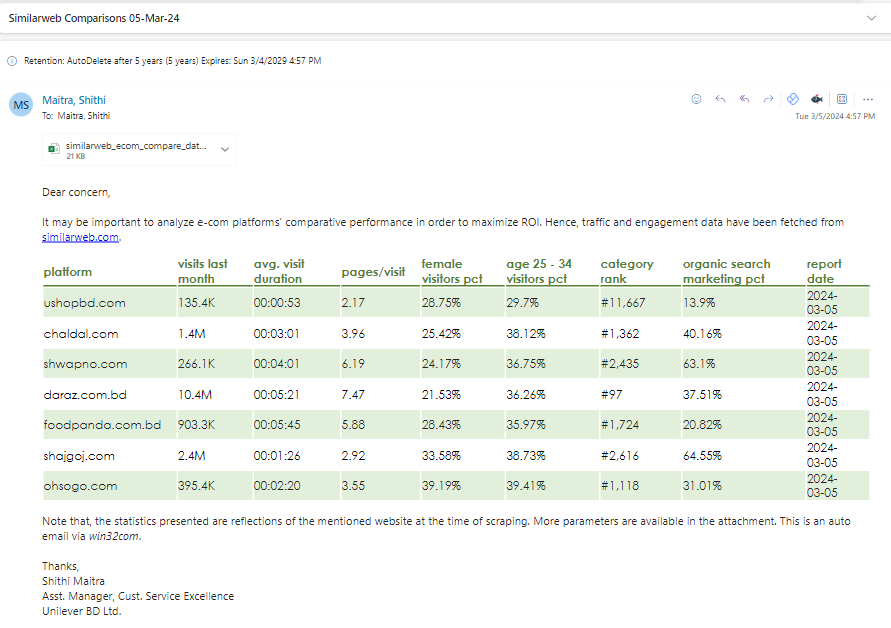 Similarweb Comparisons 05-Mar-24
Retention: AutoDelete after 5 years (5 years) Expires: Sun 3/4/2029 4:57 PM
MS
Maitra, Shithi
To: Maitra, Shithi
Tue 3/5/2024 4:57 PM
similarweb_ecom_compare_dat...
21 KB
Dear concern,
It may be important to analyze e-com platforms' comparative performance in order to maximize ROI. Hence, traffic and engagement data have been fetched from
similarweb.com.
platform visits last month avg. visit duration pages/visit female visitors pct age 25 - 34 visitors pct category rank organic search marketing pct report date
ushopbd.com 135.4K 00:00:53 2.17 28.75% 29.7% #11,667 13.9% 2024-03-05
chaldal.com 1.4M 00:03:01 3.96 25.42% 38.12% #1,362 40.16% 2024-03-05
shwapno.com 266.1K 00:04:01 6.19 24.17% 36.75% #2,435 63.1% 2024-03-05
daraz.com.bd 10.4M 00:05:21 7.47 21.53% 36.26% #97 37.51% 2024-03-05
foodpanda.com.bd 903.3K 00:05:45 5.88 28.43% 35.97% #1,724 20.82% 2024-03-05
shajgoj.com 2.4M 00:01:26 2.92 33.58% 38.73% #2,616 64.55% 2024-03-05
ohsogo.com 395.4K 00:02:20 3.55 39.19% 39.41% #1,118 31.01% 2024-03-05
Note that, the statistics presented are reflections of the mentioned website at the time of scraping. More parameters are available in the attachment. This is an auto
email via win32com.
Thanks,
Shithi Maitra
Asst. Manager, Cust. Service Excellence
Unilever BD Ltd.